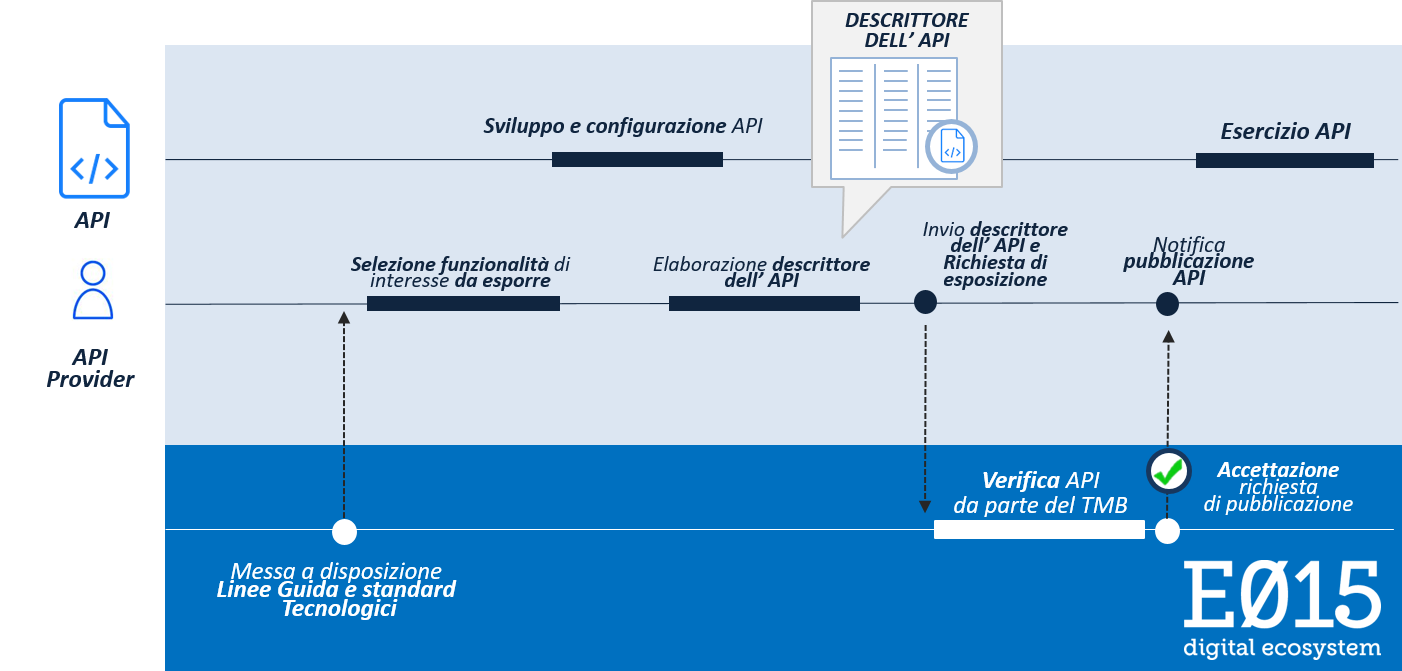 DESCRITTORE
DELL' API
Sviluppo e configurazione API
Esercizio API
</>
</>
API
Selezione funzionalità di
interesse da esporre
Elaborazione descrittore
dell' API
Invio descrittore
dell' API e
Richiesta di
esposizione
Notifica
pubblicazione
API
API
Provider
Verifica API
da parte del TMB
Accettazione
richiesta
di pubblicazione
Messa a disposizione
Linee Guida e standard
Tecnologici
EØ15
digital ecosystem